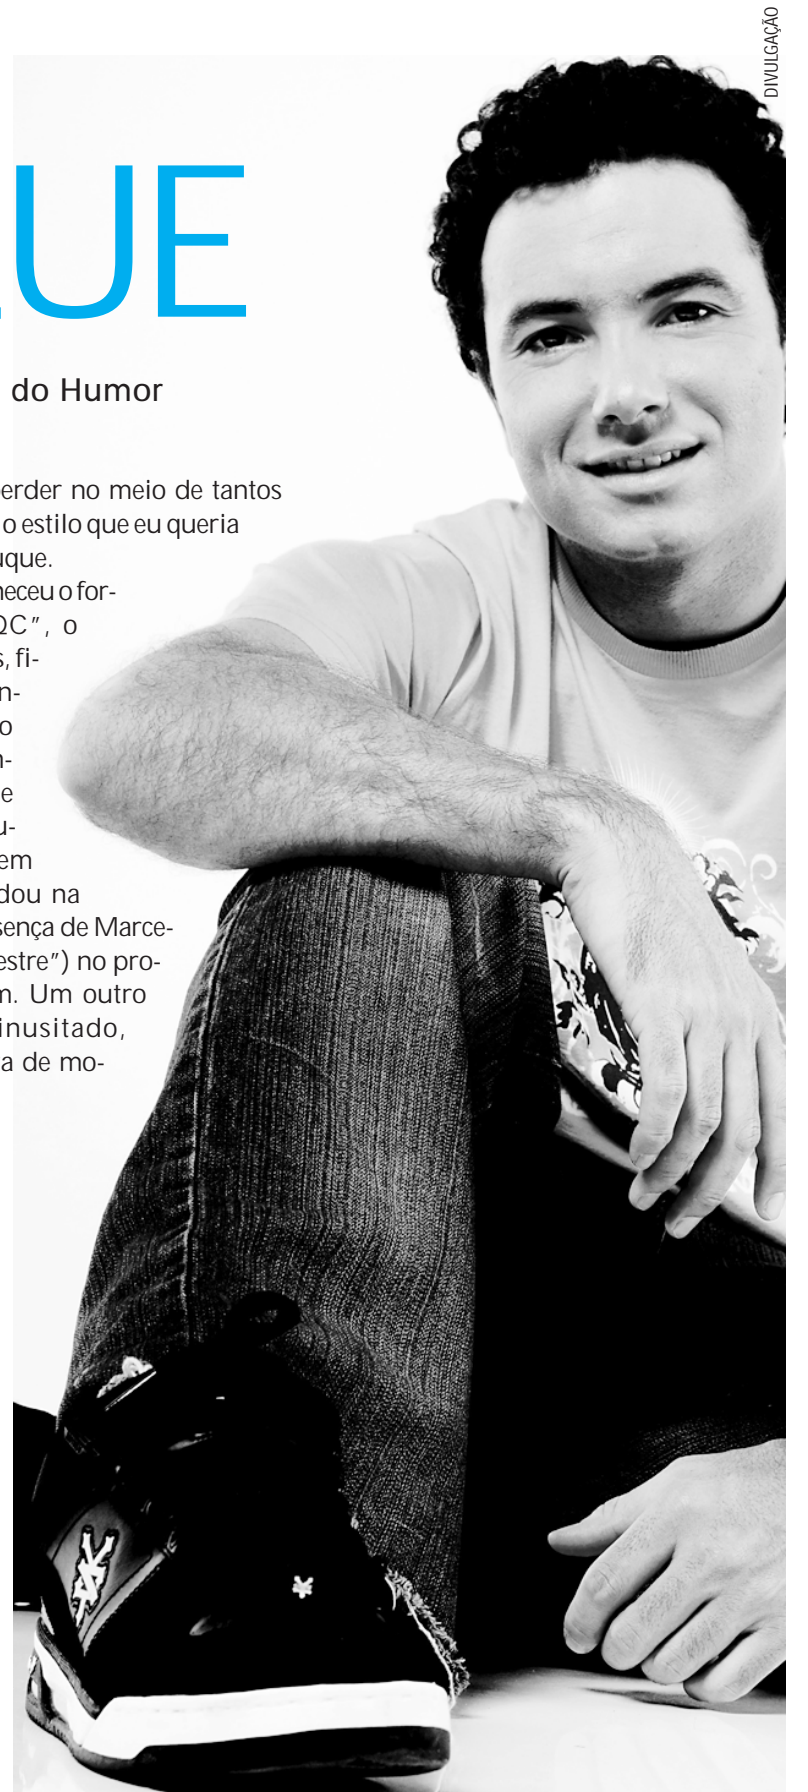 DIVULGAÇÃO
UE
do Humor
erder no meio de tantos
o estilo que eu queria
uque.
heceu o for-
QC", o
s, fi-
n-
o
n-
e
u-
em
dou na
sença de Marce-
estre") no pro-
m. Um outro
inusitado,
a de mo-